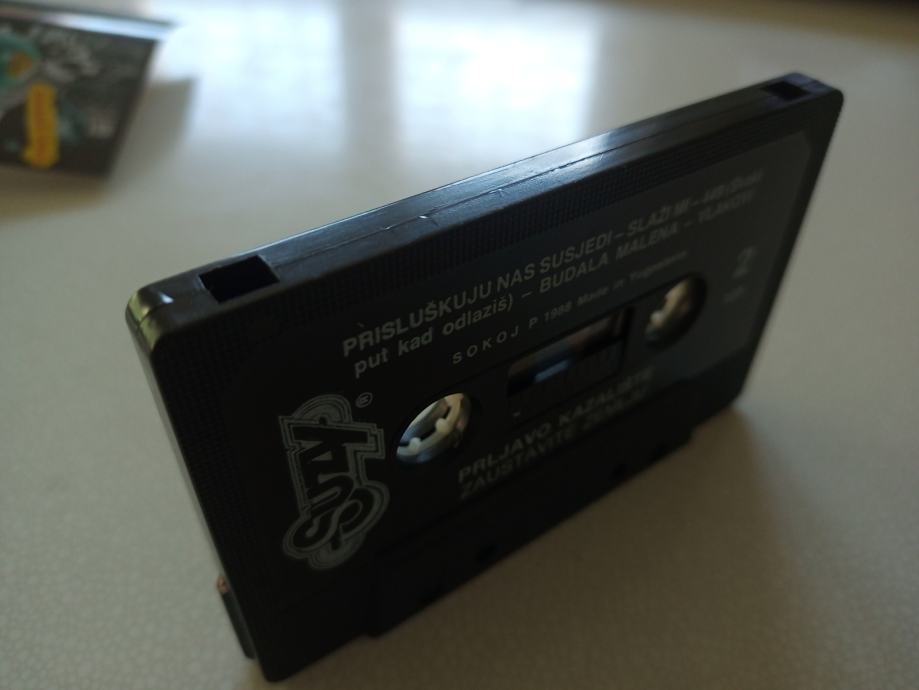 PRISLUŠKUJU NAS SUSJEDI – SLAŽI MI –
put kad odlaziš) – BUDALA MALENA – VLAKOVI
SOKOJ P 1988 Made in Yugoslavia
2
SUZY
®
PRLJAVO KAZALIŠTE
ZAUSTAVITE ZEMLJU